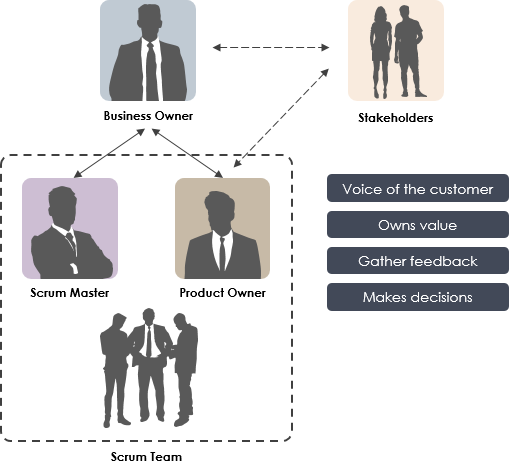 Business Owner
Stakeholders
Voice of the customer
Owns value
Gather feedback
Makes decisions
Scrum Master
Product Owner
Scrum Team